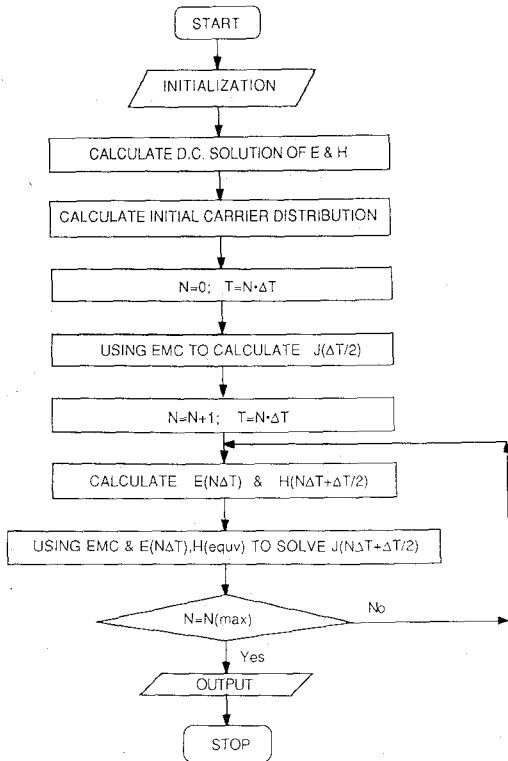 START
INITIALIZATION
CALCULATE D.C. SOLUTION OF E & H
CALCULATE INITIAL CARRIER DISTRIBUTION
N=0; T=N·ΔT
USING EMC TO CALCULATE J(ΔT/2)
N=N+1; T=N·ΔT
CALCULATE E(NΔT) & H(NΔT+ΔT/2)
USING EMC & E(NΔT),H(equv) TO SOLVE J(NΔT+ΔT/2)
N=N(max)
No
Yes
OUTPUT
STOP